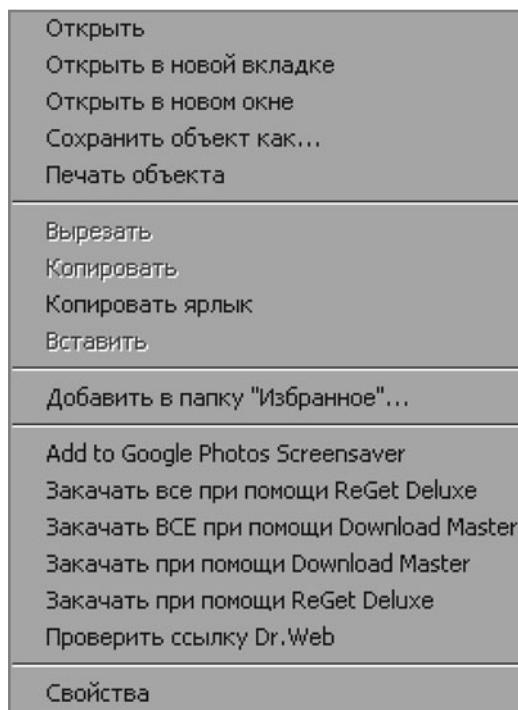 Открыть
Открыть в новой вкладке
Открыть в новом окне
Сохранить объект как...
Печать объекта
Вырезать
Копировать
Копировать ярлык
Вставить
Добавить в папку "Избранное"...
Add to Google Photos Screensaver
Закачать все при помощи ReGet Deluxe
Закачать ВСЕ при помощи Download Master
Закачать при помощи Download Master
Закачать при помощи ReGet Deluxe
Проверить ссылку Dr.Web
Свойства